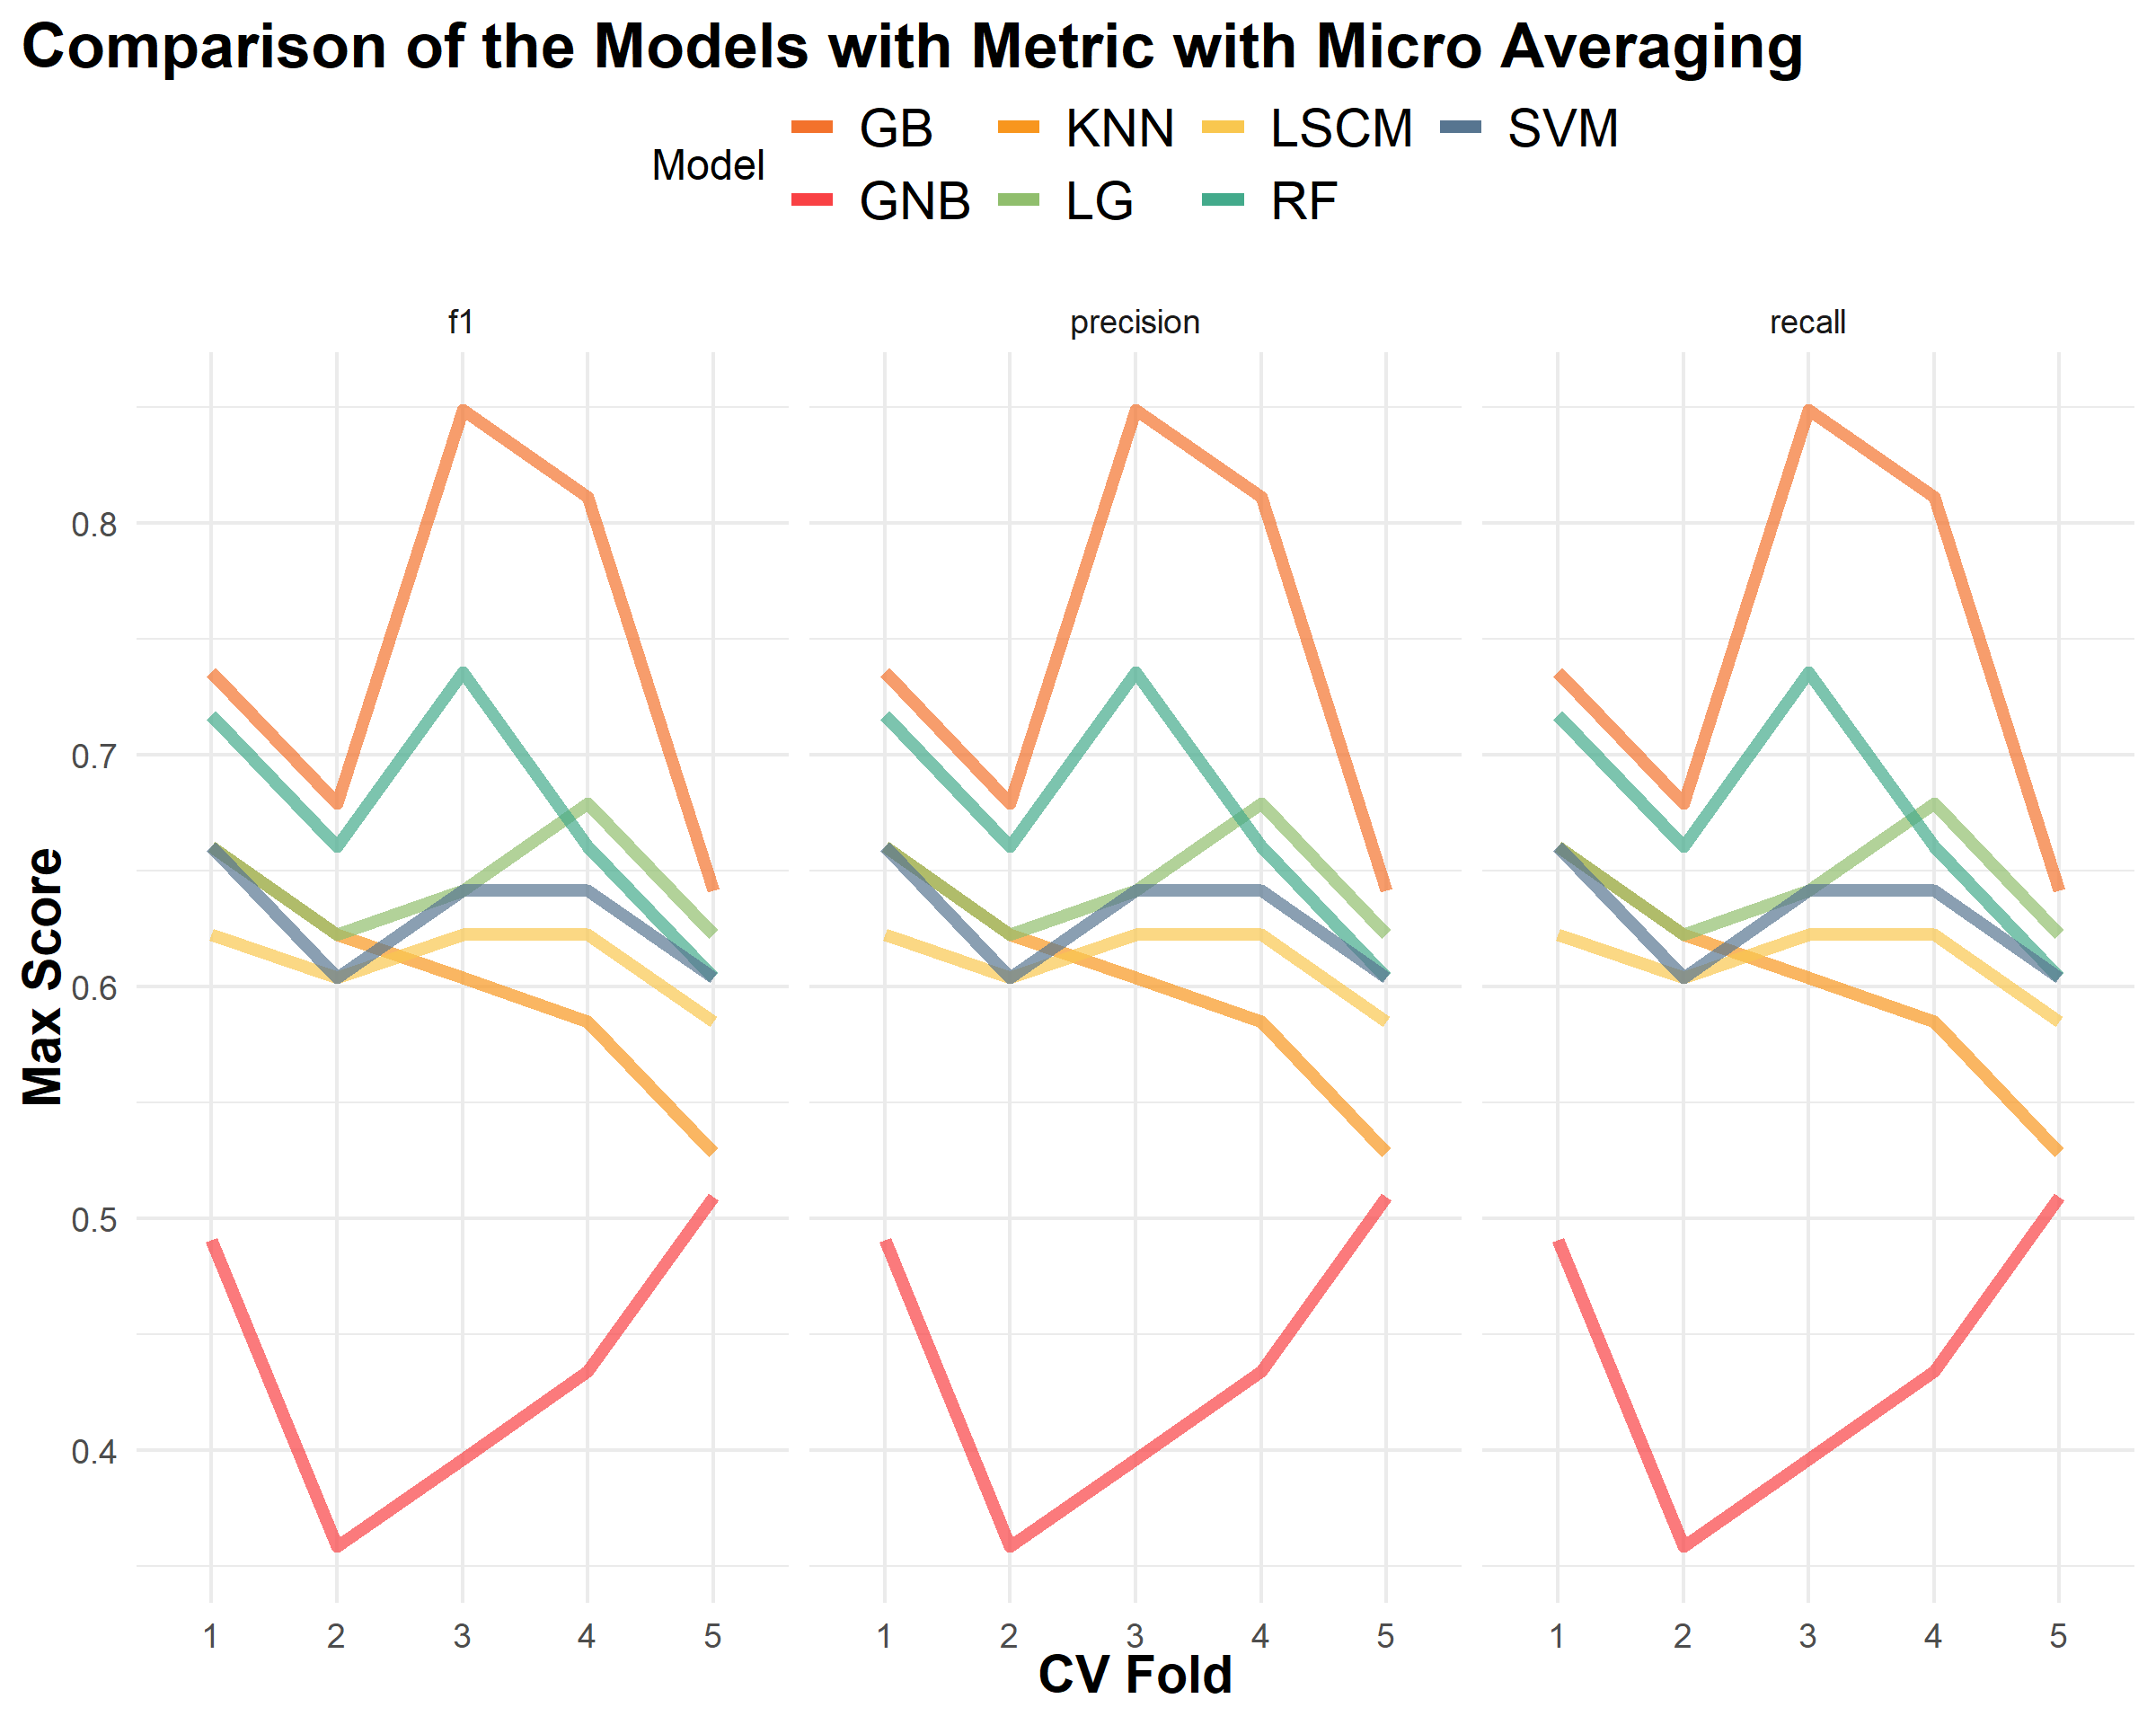 Comparison of the Models with Metric with Micro Averaging
Model
GB KNN LSCM SVM
GNB LG RF
f1 precision recall
Max Score
0.8
0.7
0.6
0.5
0.4
1 2 3 4 5 1 2 3 4 5 1 2 3 4 5
CV Fold